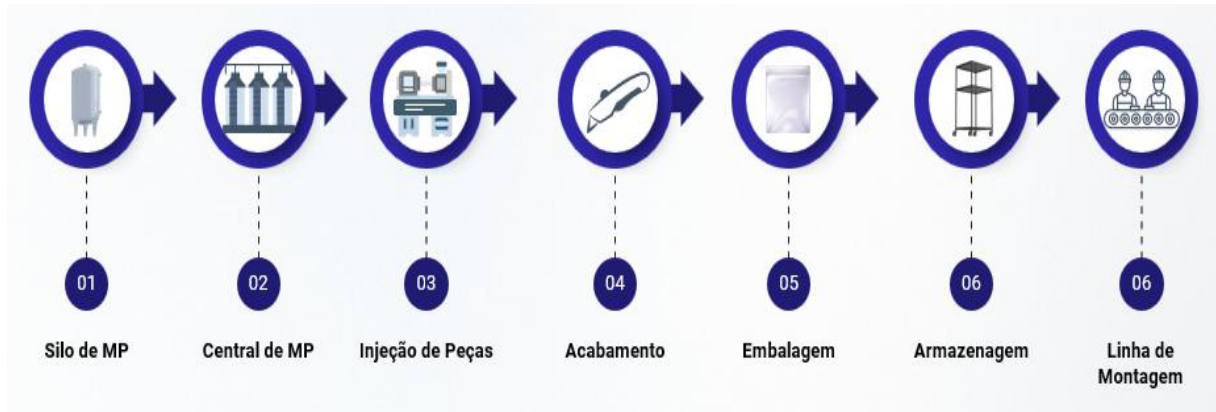 01
02
03
04
05
06
06
Silo de MP
Central de MP
Injeção de Peças
Acabamento
Embalagem
Armazenagem
Linha de
Montagem